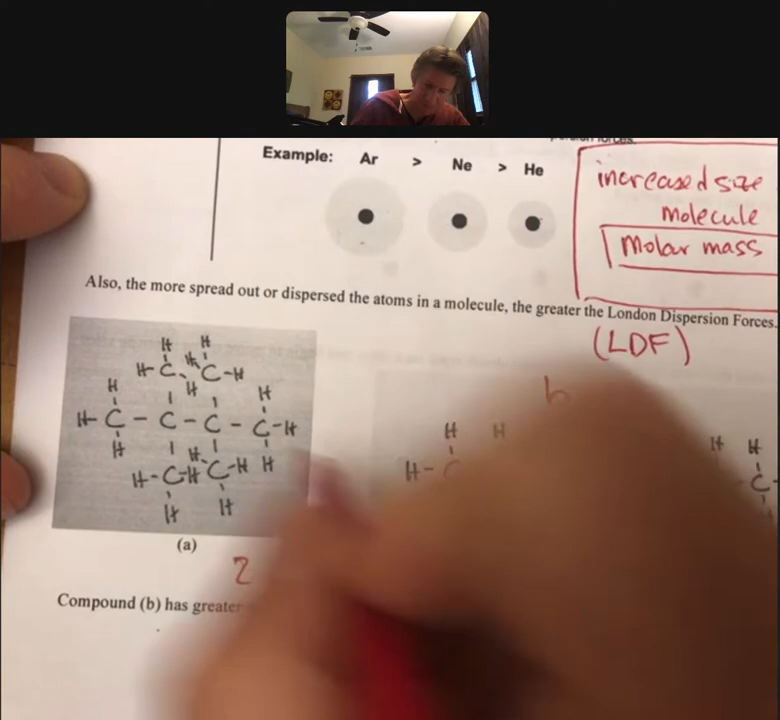 Example: Ar > Ne > He
increased size
molecule
Molar mass
Also, the more spread out or dispersed the atoms in a molecule, the greater the London Dispersion Forces.
(LDF)
H H
H-C H C-H
H H H
H-C-C-C-C-H
H H H
H-C-H C-H
H H
H H
H-C
H H
C-
(a)
2
Compound (b) has greater